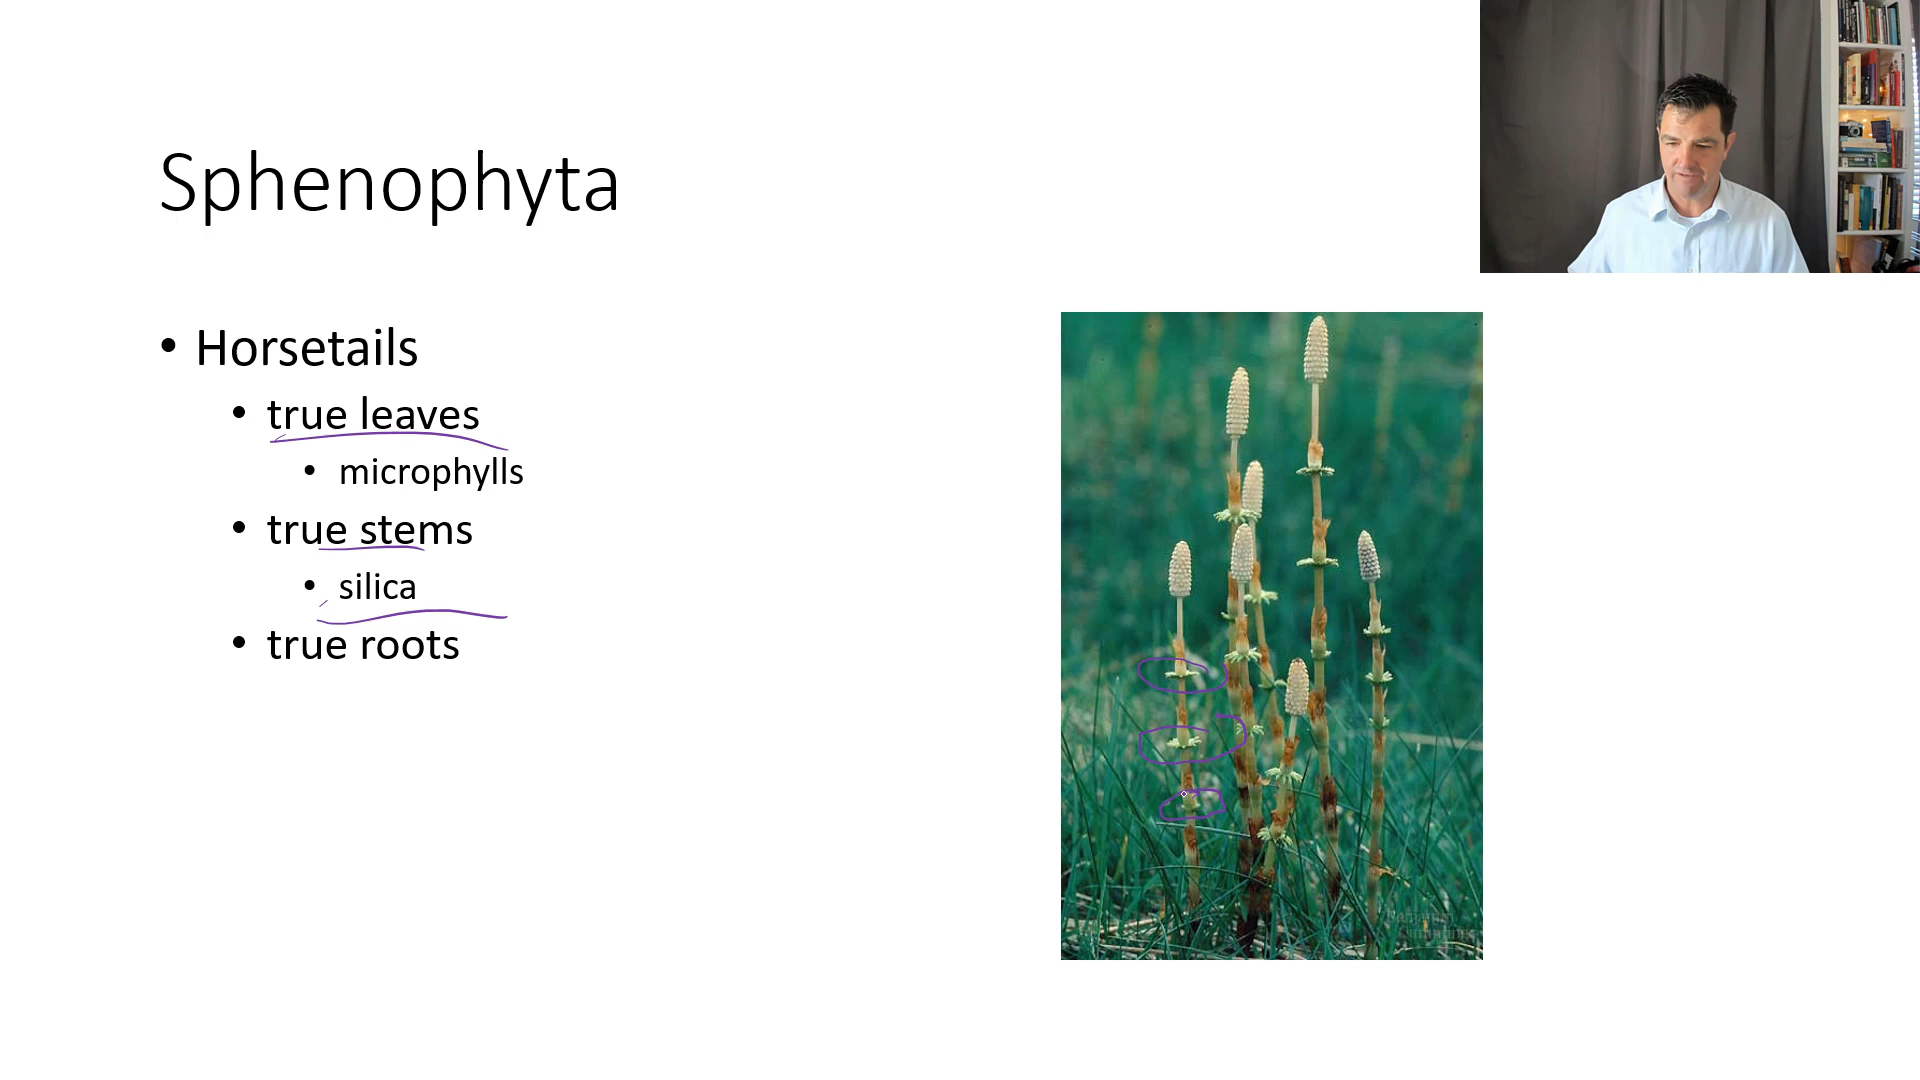 Sphenophyta
• Horsetails
• true leaves
• microphylls
• true stems
• silica
• true roots